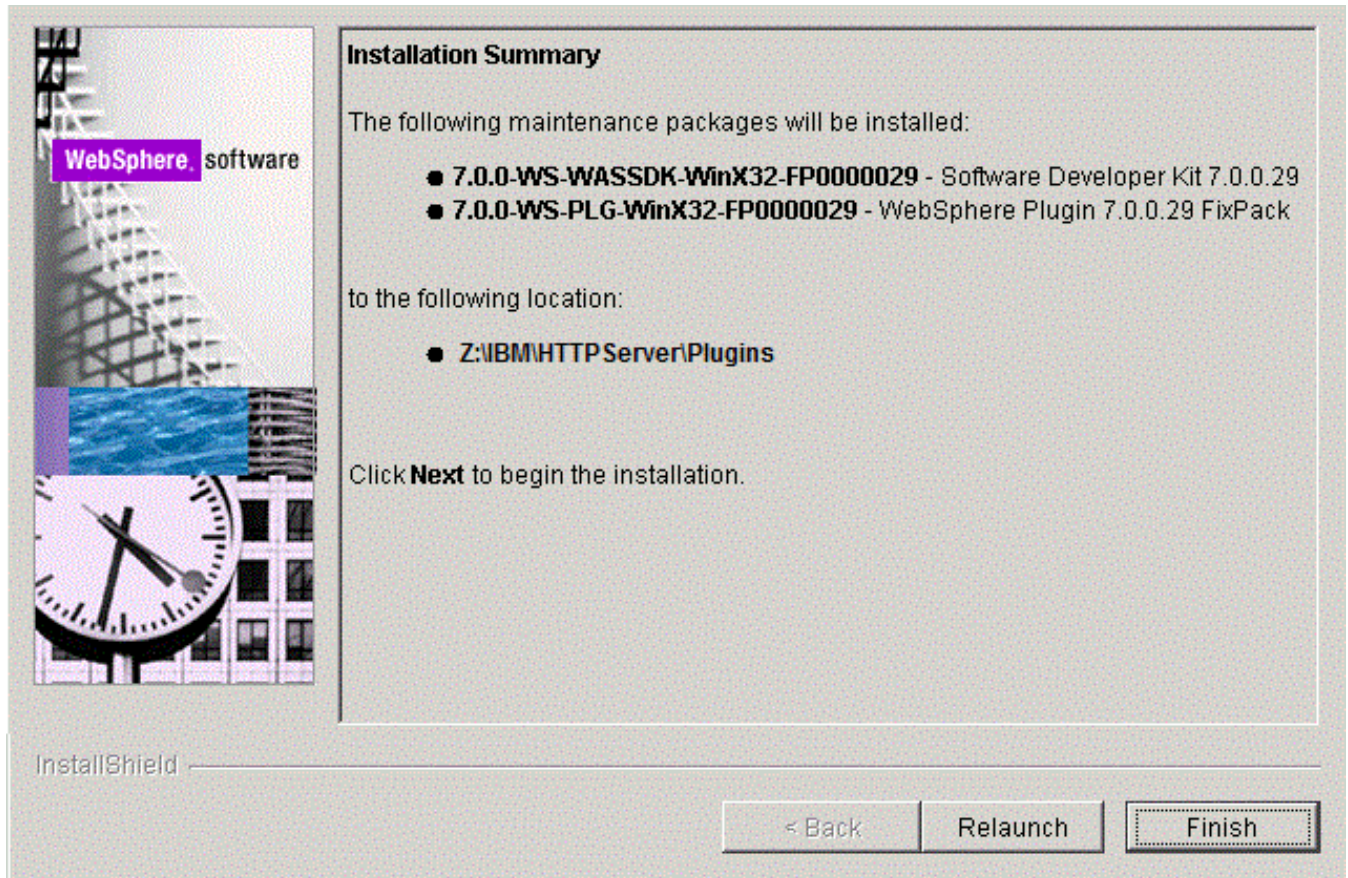 WebSphere. software
Installation Summary
The following maintenance packages will be installed:
● 7.0.0-WS-WASSDK-WinX32-FP0000029 - Software Developer Kit 7.0.0.29
● 7.0.0-WS-PLG-WinX32-FP0000029 - WebSphere Plugin 7.0.0.29 FixPack
to the following location:
● Z:\IBM\HTTPServer\Plugins
Click Next to begin the installation.
InstallShield
< Back Relaunch Finish